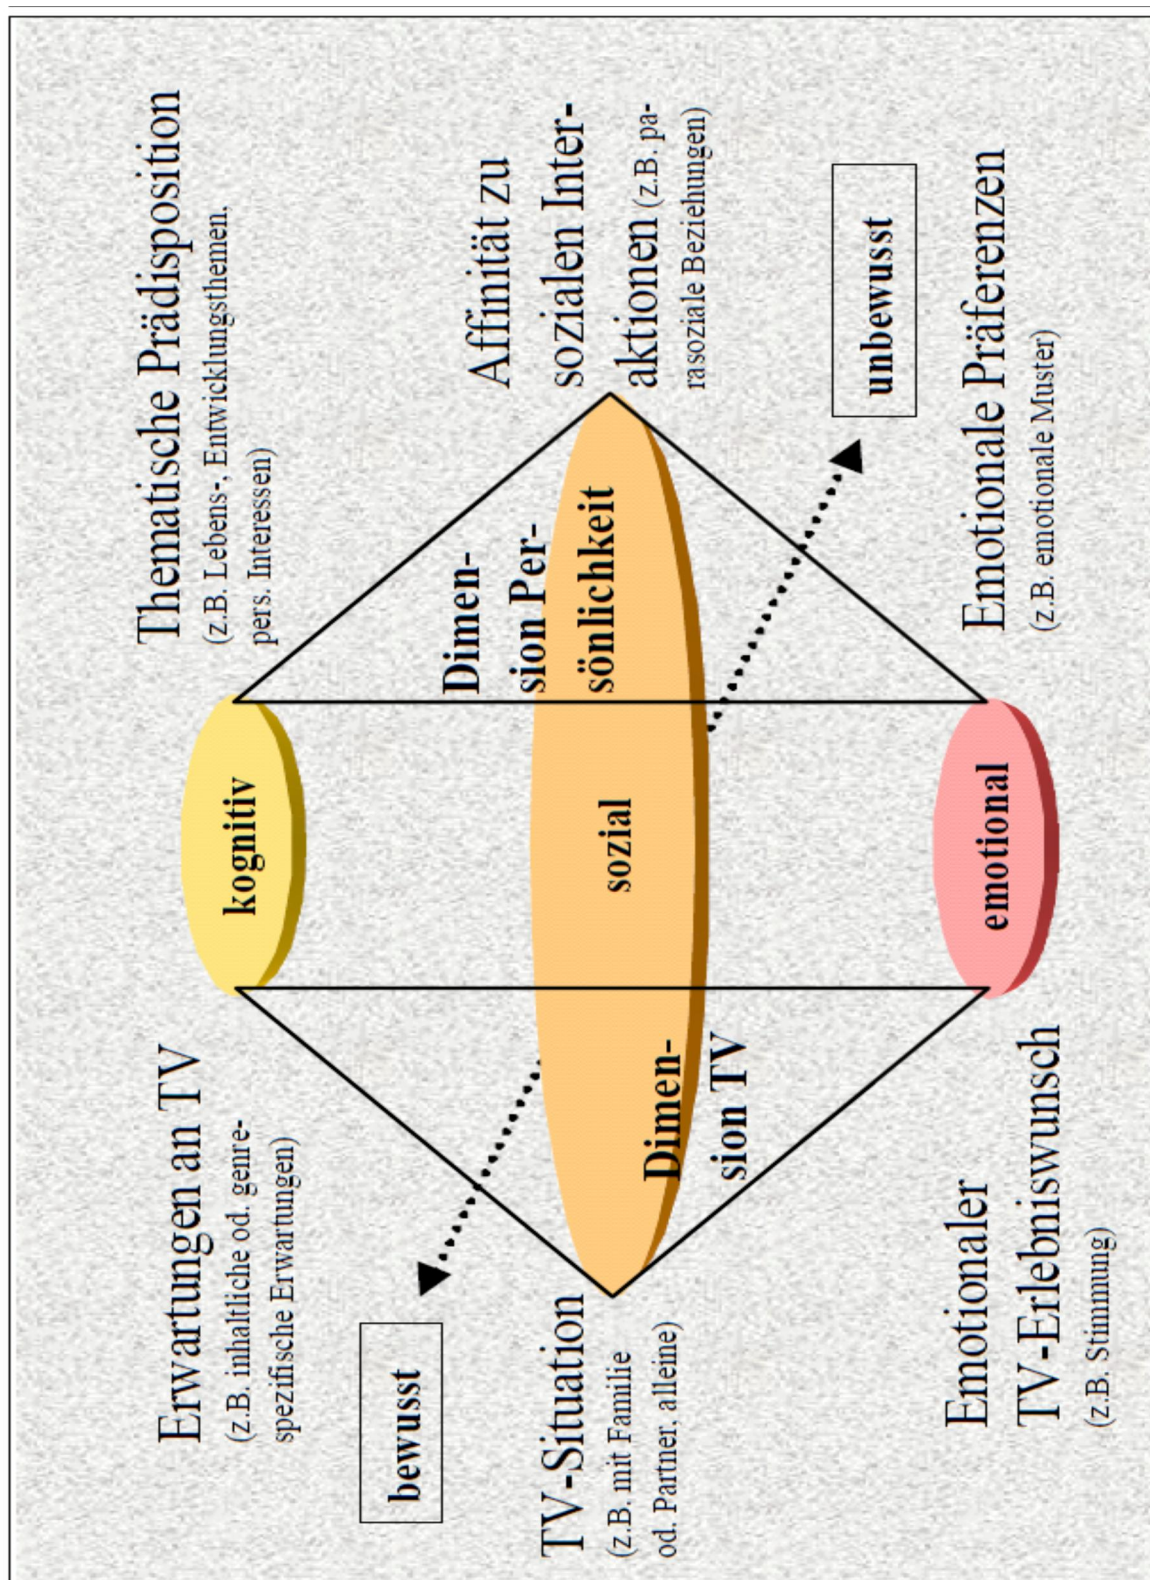 Erwartungen an TV
(z.B. inhaltliche od. genre-
spezifische Erwartungen)
kognitiv
Thematische Prädisposition
(z.B. Lebens-, Entwicklungsthemen,
pers. Interessen)
bewusst
TV-Situation
(z.B. mit Familie
od. Partner, alleine)
Dimen-
sion TV
sozial
Dimen-
sion Per-
sönlichkeit
Affinität zu
sozialen Inter-
aktionen (z.B. pa-
rasoziale Beziehungen)
unbewusst
Emotionaler
TV-Erlebniswunsch
(z.B. Stimmung)
emotional
Emotionale Präferenzen
(z.B. emotionale Muster)